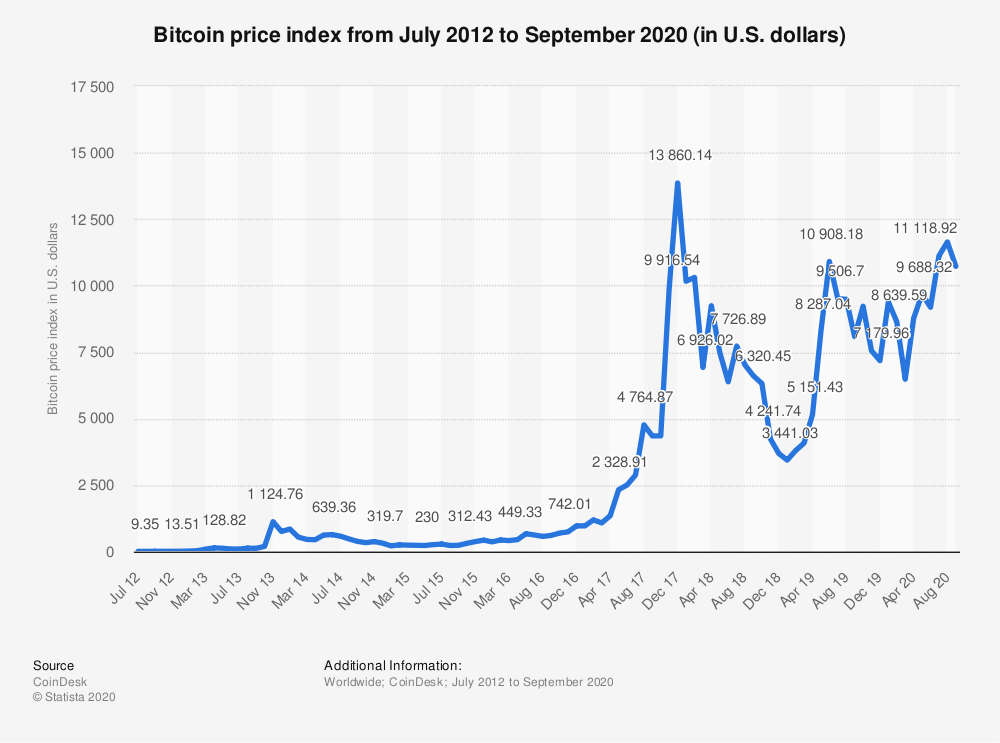 Bitcoin price index from July 2012 to September 2020 (in U.S. dollars)
Bitcoin price index in U.S. dollars
17 500
15 000
12 500
10 000
7 500
5 000
2 500
0
9.35
13.51
128.82
1 124.76
639.36
319.7
230
312.43
449.33
742.01
2 328.91
4 764.87
9 916.54
13 860.14
6 926.02
7 726.89
6 320.45
4 241.74
3 441.03
5 151.43
8 287.04
10 908.18
9 506.7
7 179.96
8 639.59
9 688.32
11 118.92
Jul 12
Nov 12
Mar 13
Jul 13
Nov 13
Mar 14
Jul 14
Nov 14
Mar 15
Jul 15
Nov 15
Mar 16
Aug 16
Dec 16
Apr 17
Aug 17
Dec 17
Apr 18
Aug 18
Dec 18
Apr 19
Aug 19
Dec 19
Apr 20
Aug 20
Source
CoinDesk
© Statista 2020
Additional Information:
Worldwide; CoinDesk; July 2012 to September 2020